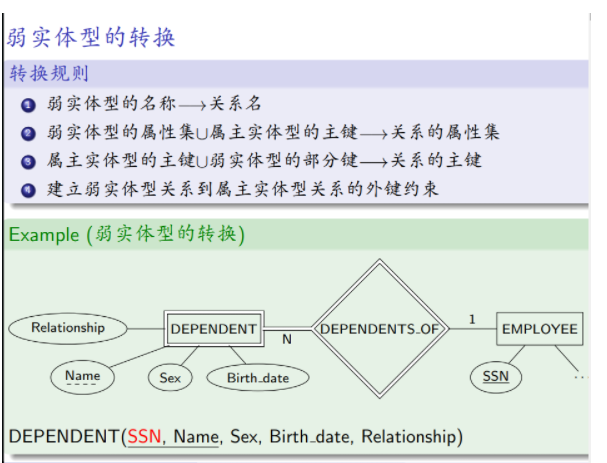 弱实体型的转换
转换规则
1 弱实体型的名称→关系名
2 弱实体型的属性集∪属主实体型的主键→关系的属性集
3 属主实体型的主键∪弱实体型的部分键→关系的主键
4 建立弱实体型关系到属主实体型关系的外键约束
Example (弱实体型的转换)
Relationship
DEPENDENT
N
DEPENDENTS_OF
1
EMPLOYEE
Name
Sex
Birth_date
SSN
...
DEPENDENT(SSN, Name, Sex, Birth_date, Relationship)